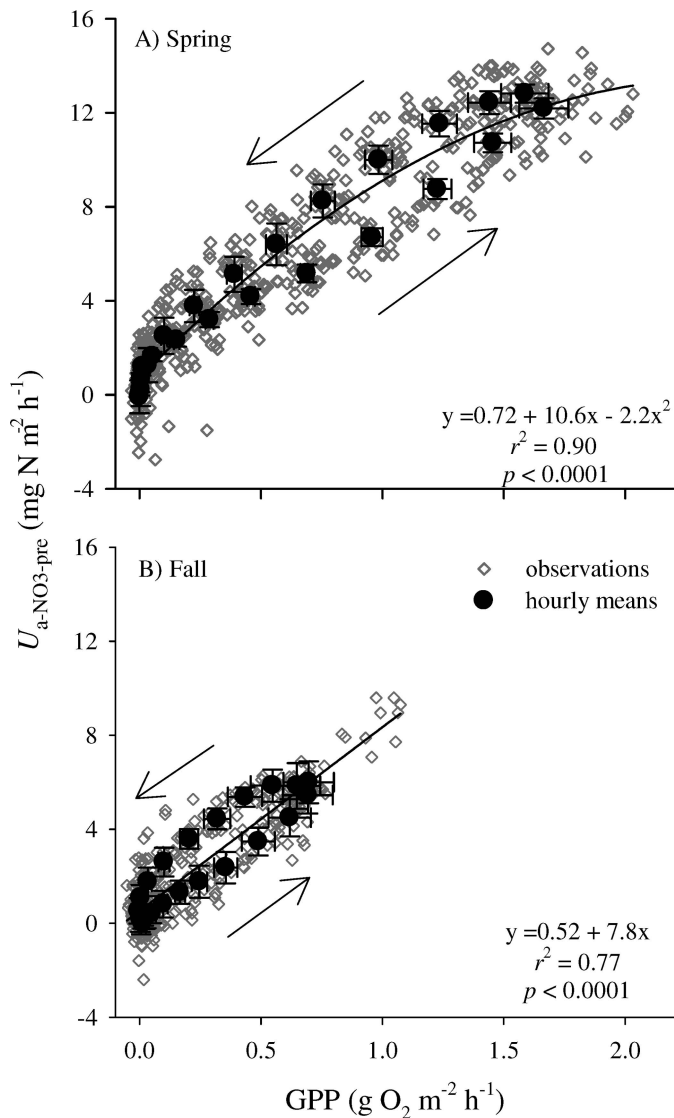 16
A) Spring
12
8
4
0
-4
y =0.72 + 10.6x - 2.2x²
r² = 0.90
p < 0.0001
U a-NO3-pre (mg N m⁻² h⁻¹)
16
B) Fall
observations
hourly means
12
8
4
0
-4
y =0.52 + 7.8x
r² = 0.77
p < 0.0001
0.0 0.5 1.0 1.5 2.0
GPP (g O₂ m⁻² h⁻¹)